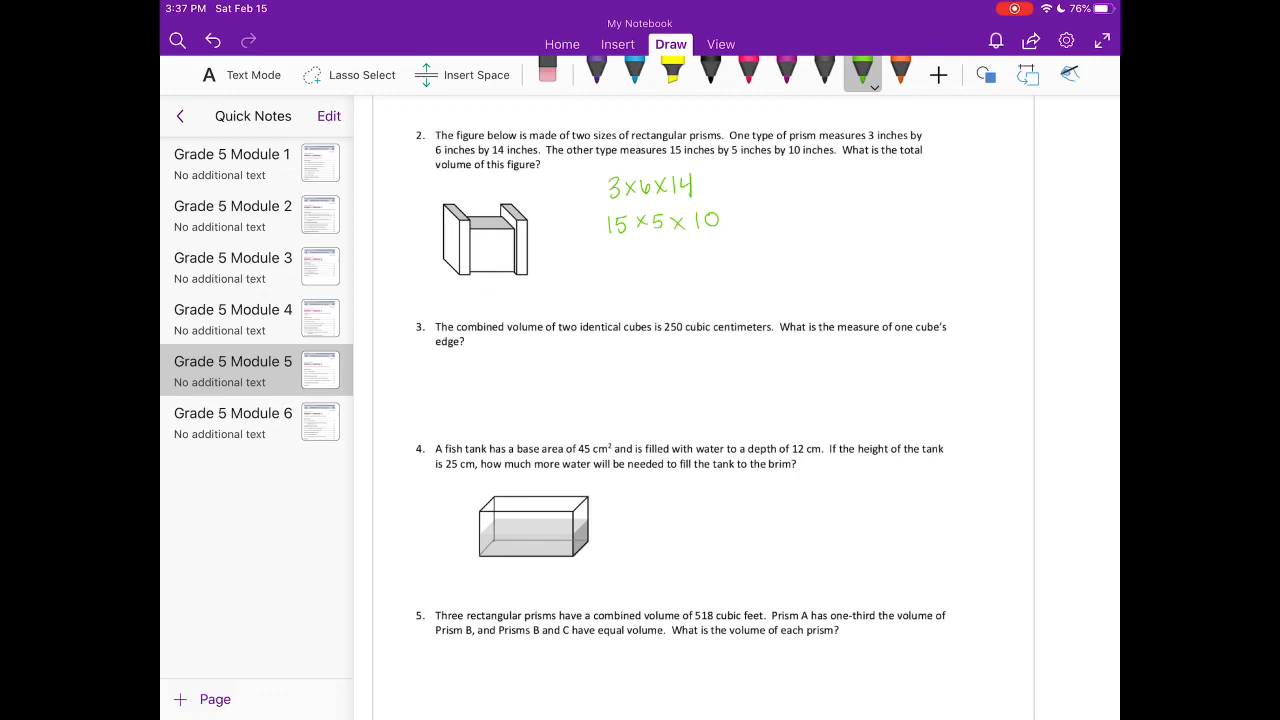 3:37 PM Sat Feb 15
76%
My Notebook
Home Insert Draw View
Text Mode Lasso Select Insert Space
Quick Notes Edit
Grade 5 Module 1
No additional text
Grade 5 Module 2
No additional text
Grade 5 Module 3
No additional text
Grade 5 Module 4
No additional text
Grade 5 Module 5
No additional text
Grade 5 Module 6
No additional text
+ Page
2. The figure below is made of two sizes of rectangular prisms. One type of prism measures 3 inches by
6 inches by 14 inches. The other type measures 15 inches by 5 inches by 10 inches. What is the total
volume of this figure?
3×6×14
15×5×10
3. The combined volume of two identical cubes is 250 cubic centimeters. What is the measure of one cube's
edge?
4. A fish tank has a base area of 45 cm² and is filled with water to a depth of 12 cm. If the height of the tank
is 25 cm, how much more water will be needed to fill the tank to the brim?
5. Three rectangular prisms have a combined volume of 518 cubic feet. Prism A has one-third the volume of
Prism B, and Prisms B and C have equal volume. What is the volume of each prism?